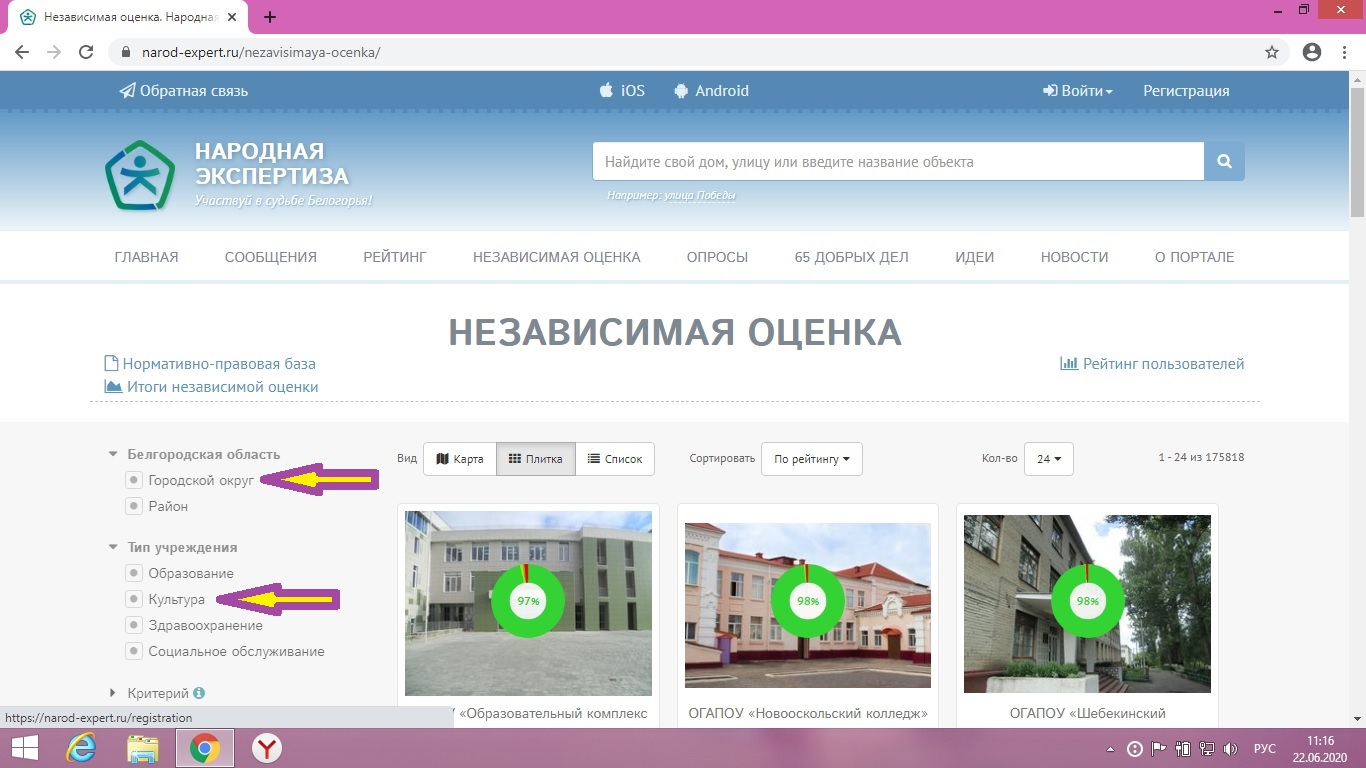 Независимая оценка. Народная
narod-expert.ru/nezavisimaya-ocenka/
Обратная связь
iOS
Android
Войти
Регистрация
НАРОДНАЯ
ЭКСПЕРТИЗА
Участвуй в судьбе Белогорья!
Найдите свой дом, улицу или введите название объекта
Например: улица Победы
ГЛАВНАЯ
СООБЩЕНИЯ
РЕЙТИНГ
НЕЗАВИСИМАЯ ОЦЕНКА
ОПРОСЫ
65 ДОБРЫХ ДЕЛ
ИДЕИ
НОВОСТИ
О ПОРТАЛЕ
НЕЗАВИСИМАЯ ОЦЕНКА
Нормативно-правовая база
Итоги независимой оценки
Рейтинг пользователей
Белгородская область
Городской округ
Район
Тип учреждения
Образование
Культура
Здравоохранение
Социальное обслуживание
Критерий
Вид
Карта
Плитка
Список
Сортировать
По рейтингу
Кол-во
24
1 - 24 из 175818
97%
98%
98%
«Образовательный комплекс
ОГАПОУ «Новооскольский колледж»
ОГАПОУ «Шебекинский
https://narod-expert.ru/registration
РУС
11:16
22.06.2020